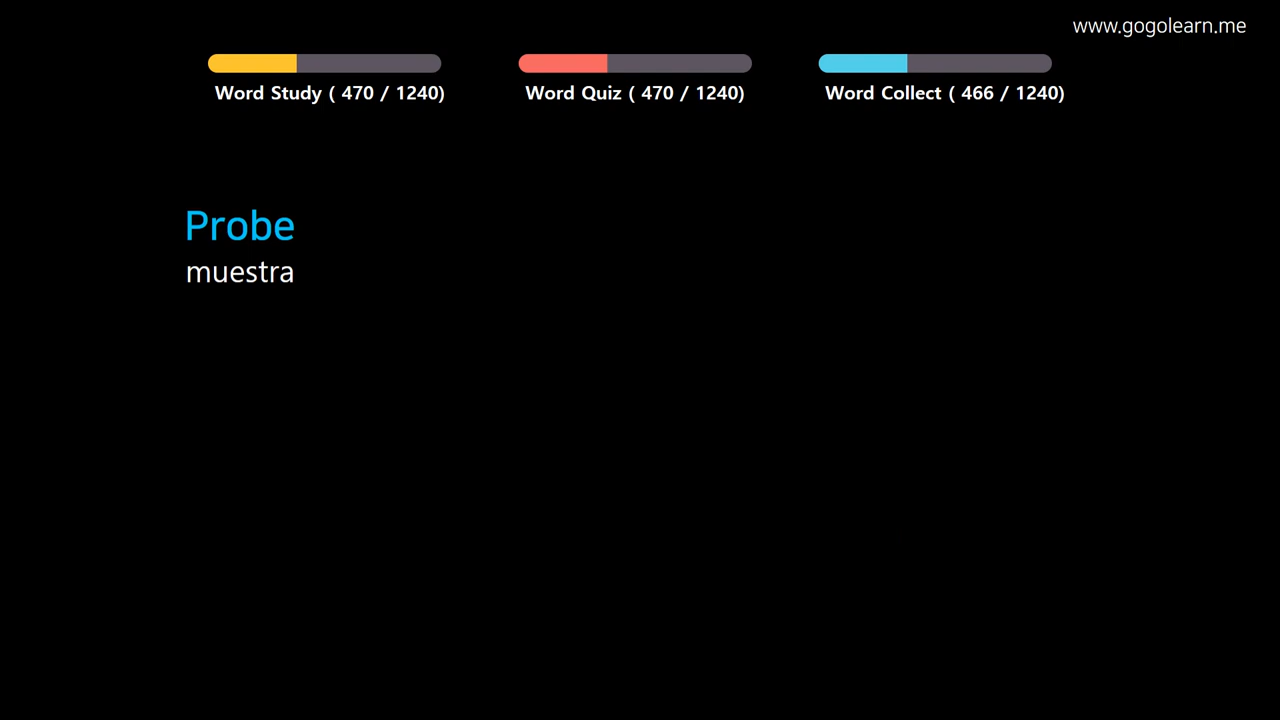 www.gogolearn.me
Word Study ( 470 / 1240)
Word Quiz ( 470 / 1240)
Word Collect ( 466 / 1240)
Probe
muestra